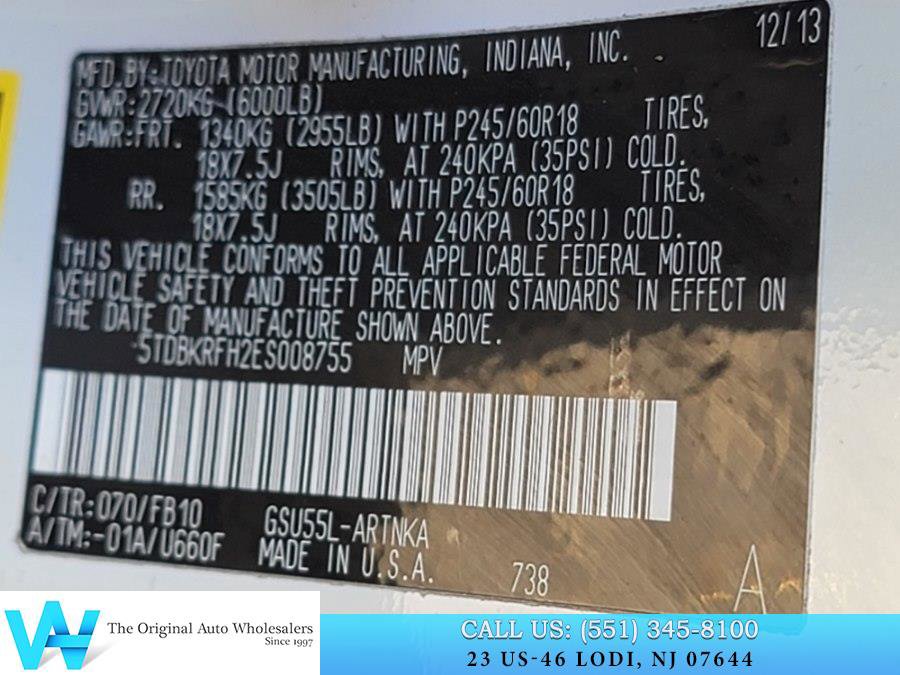 12/13
MFD.BY:TOYOTA MOTOR MANUFACTURING, INDIANA, INC.
GVWR:2720KG (6000LB)
GAWR:FRT. 1340KG (2955LB) WITH P245/60R18 TIRES,
18X7.5J RIMS, AT 240KPA (35PSI) COLD.
RR. 1585KG (3505LB) WITH P245/60R18 TIRES,
18X7.5J RIMS, AT 240KPA (35PSI) COLD.
THIS VEHICLE CONFORMS TO ALL APPLICABLE FEDERAL MOTOR
VEHICLE SAFETY AND THEFT PREVENTION STANDARDS IN EFFECT ON
THE DATE OF MANUFACTURE SHOWN ABOVE.
5TDBKRFH2ES008755 MPV
C/TR:070/FB10 GSU55L-ARTNKA
A/TM:-01A/U660F MADE IN U.S.A. 738 A
The Original Auto Wholesalers
Since 1997
CALL US: (551) 345-8100
23 US-46 LODI, NJ 07644